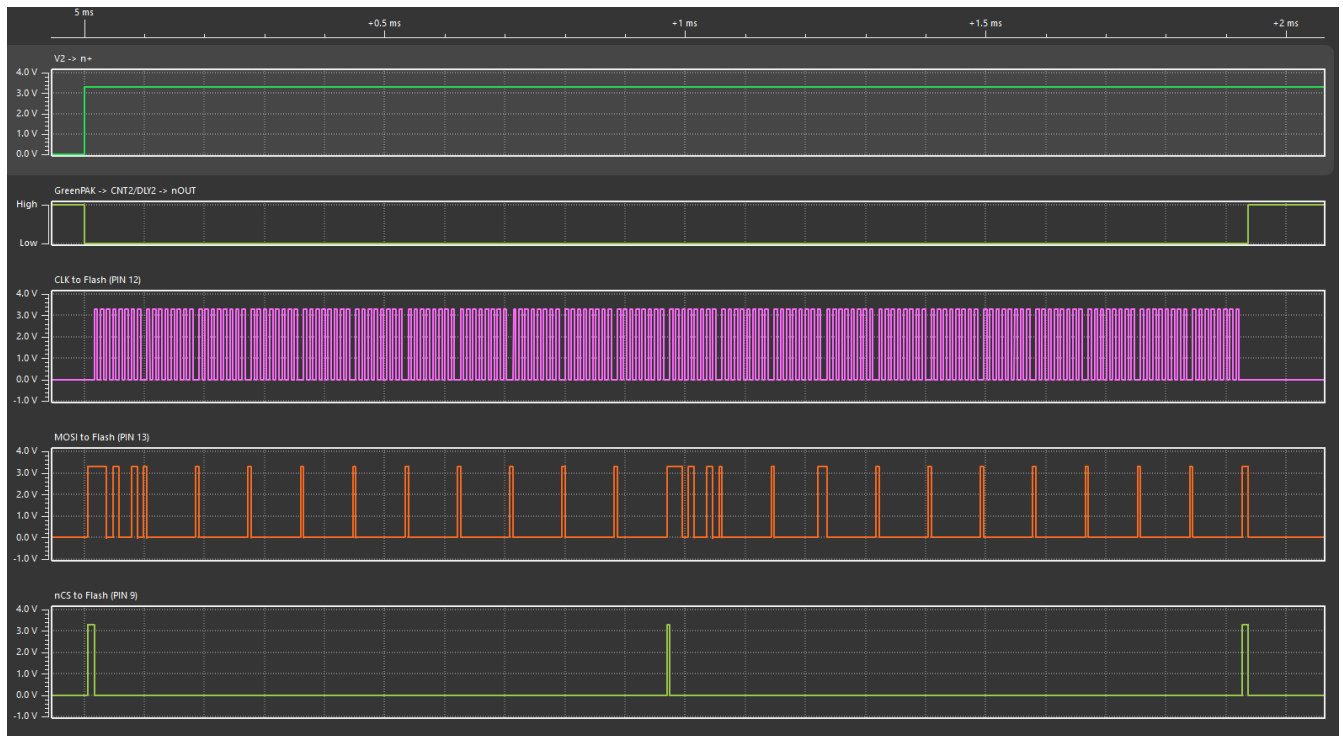 5 ms
+0.5 ms
+1 ms
+1.5 ms
+2 ms
V2 -> n+
4.0 V
3.0 V
2.0 V
1.0 V
0.0 V
GreenPAK -> CNT2/DLY2 -> nOUT
High
Low
CLK to Flash (PIN 12)
4.0 V
3.0 V
2.0 V
1.0 V
0.0 V
-1.0 V
MOSI to Flash (PIN 13)
4.0 V
3.0 V
2.0 V
1.0 V
0.0 V
-1.0 V
nCS to Flash (PIN 9)
4.0 V
3.0 V
2.0 V
1.0 V
0.0 V
-1.0 V